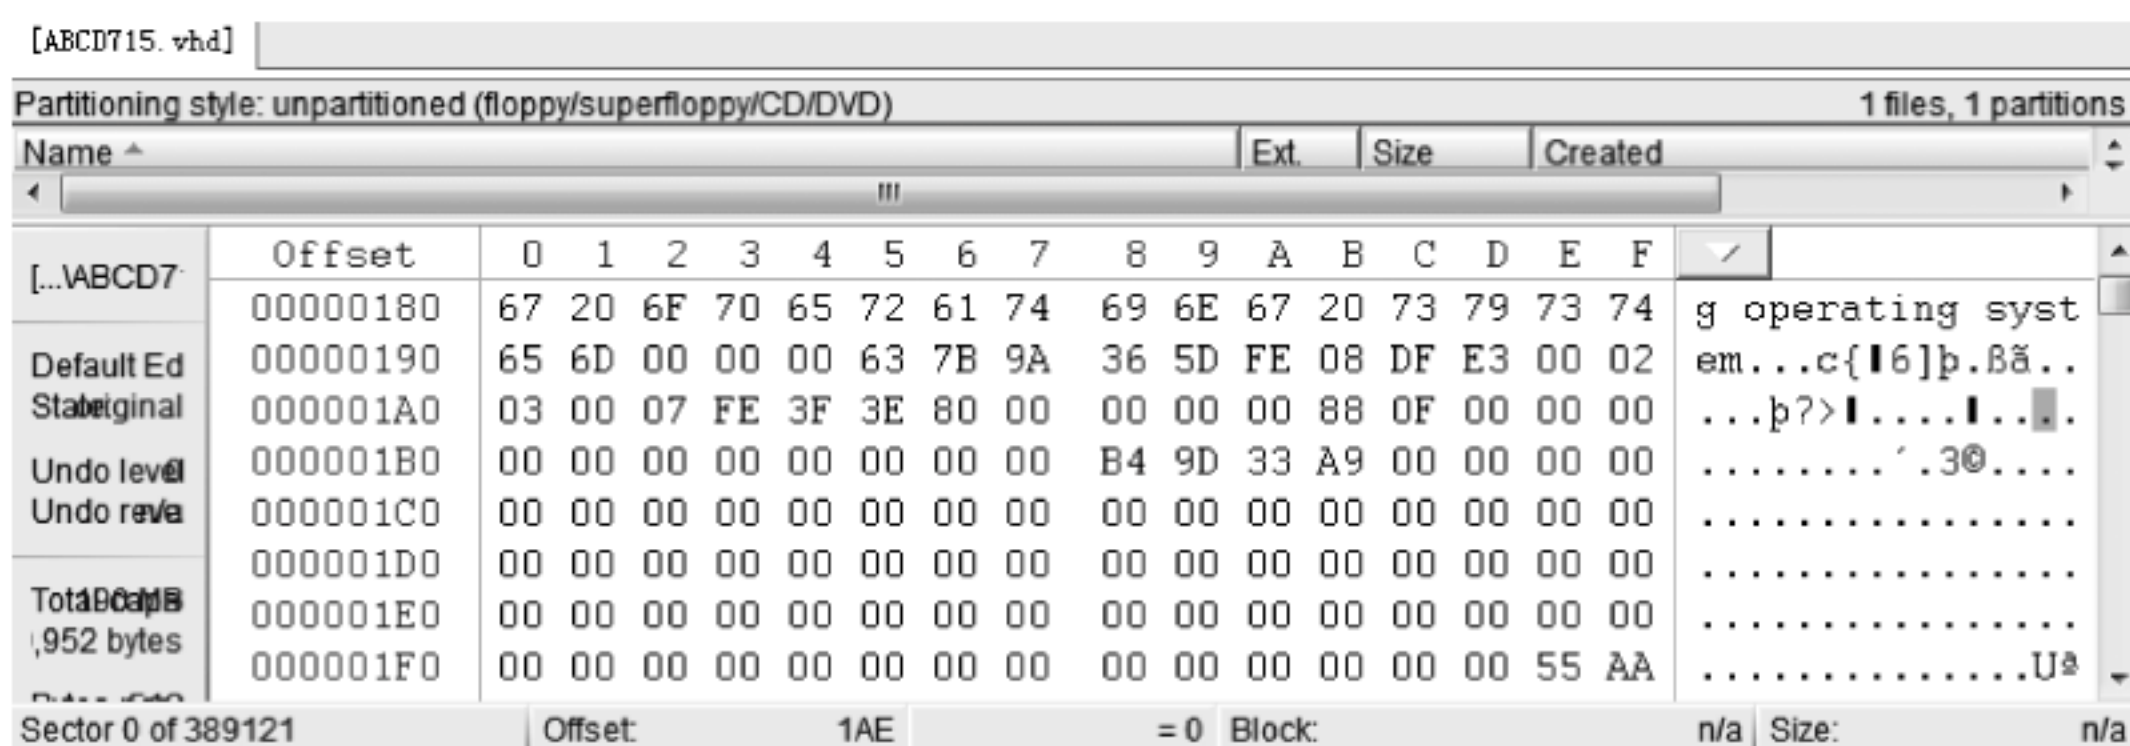 [ABCD715.vhd]
Partitioning style: unpartitioned (floppy/superfloppy/CD/DVD) 1 files, 1 partitions
Name Ext. Size Created
[...\ABCD7
Offset 0 1 2 3 4 5 6 7 8 9 A B C D E F
00000180 67 20 6F 70 65 72 61 74 69 6E 67 20 73 79 73 74 g operating syst
00000190 65 6D 00 00 00 63 7B 9A 36 5D FE 08 DF E3 00 02 em...c{▮6]þ.ßã..
000001A0 03 00 07 FE 3F 3E 80 00 00 00 00 88 0F 00 00 00 ...þ?>▮....▮....
000001B0 00 00 00 00 00 00 00 00 B4 9D 33 A9 00 00 00 00 ........´.3©....
000001C0 00 00 00 00 00 00 00 00 00 00 00 00 00 00 00 00 ................
000001D0 00 00 00 00 00 00 00 00 00 00 00 00 00 00 00 00 ................
000001E0 00 00 00 00 00 00 00 00 00 00 00 00 00 00 00 00 ................
000001F0 00 00 00 00 00 00 00 00 00 00 00 00 00 00 55 AA ..............Uª
Default Ed
Undo level
,952 bytes
Sector 0 of 389121 Offset: 1AE = 0 Block: n/a Size: n/a